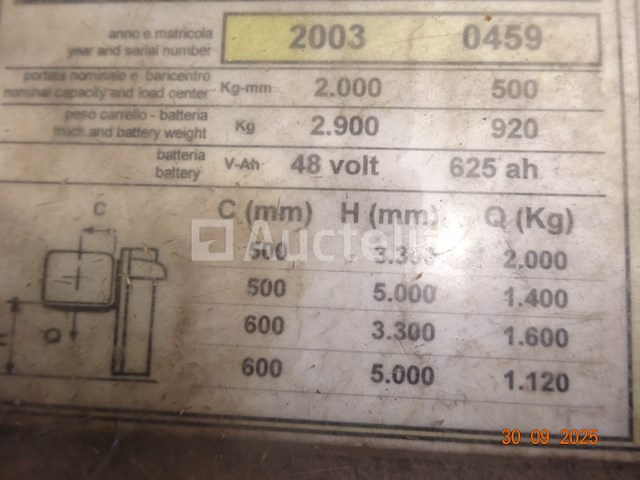 anno e matricola
year and serial number 2003 0459
portata nominale e baricentro
nominal capacity and load center Kg-mm 2.000 500
peso carrello - batteria
truck and battery weight Kg 2.900 920
batteria
battery V-Ah 48 volt 625 ah
C C (mm) H (mm) Q (Kg)
Auctelia
500 3.300 2,000
500 5.000 1.400
Q 600 3.300 1.600
H 600 5.000 1.120
30 09 2025